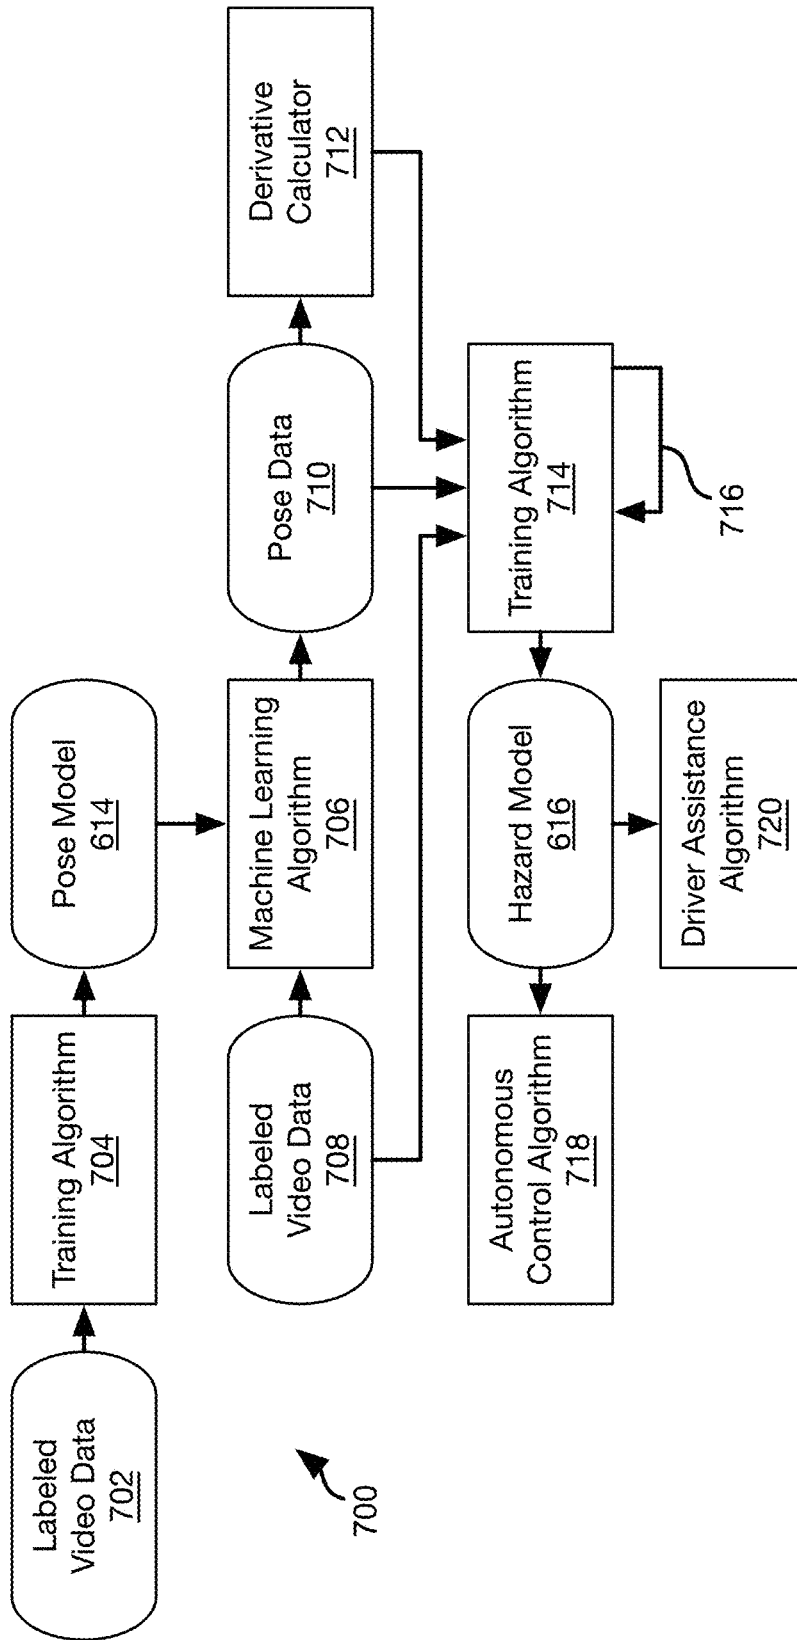 Labeled
Video Data
702
Training Algorithm
704
Pose Model
614
Labeled
Video Data
708
Machine Learning
Algorithm
706
Pose Data
710
Derivative
Calculator
712
Autonomous
Control Algorithm
718
Hazard Model
616
Training Algorithm
714
716
Driver Assistance
Algorithm
720
700